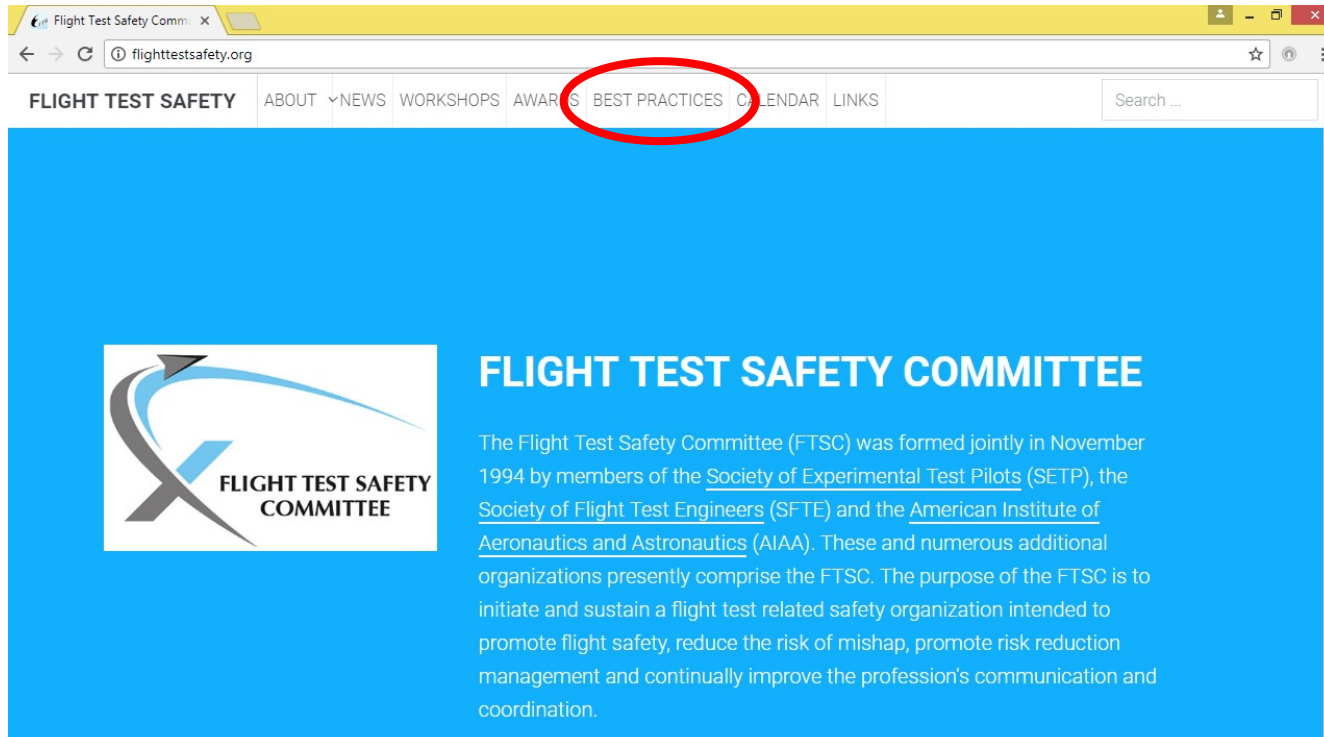 Flight Test Safety Comm
flighttestsafety.org
FLIGHT TEST SAFETY ABOUT NEWS WORKSHOPS AWARDS BEST PRACTICES CALENDAR LINKS Search ...
FLIGHT TEST SAFETY
COMMITTEE
FLIGHT TEST SAFETY COMMITTEE
The Flight Test Safety Committee (FTSC) was formed jointly in November
1994 by members of the Society of Experimental Test Pilots (SETP), the
Society of Flight Test Engineers (SFTE) and the American Institute of
Aeronautics and Astronautics (AIAA). These and numerous additional
organizations presently comprise the FTSC. The purpose of the FTSC is to
initiate and sustain a flight test related safety organization intended to
promote flight safety, reduce the risk of mishap, promote risk reduction
management and continually improve the profession's communication and
coordination.